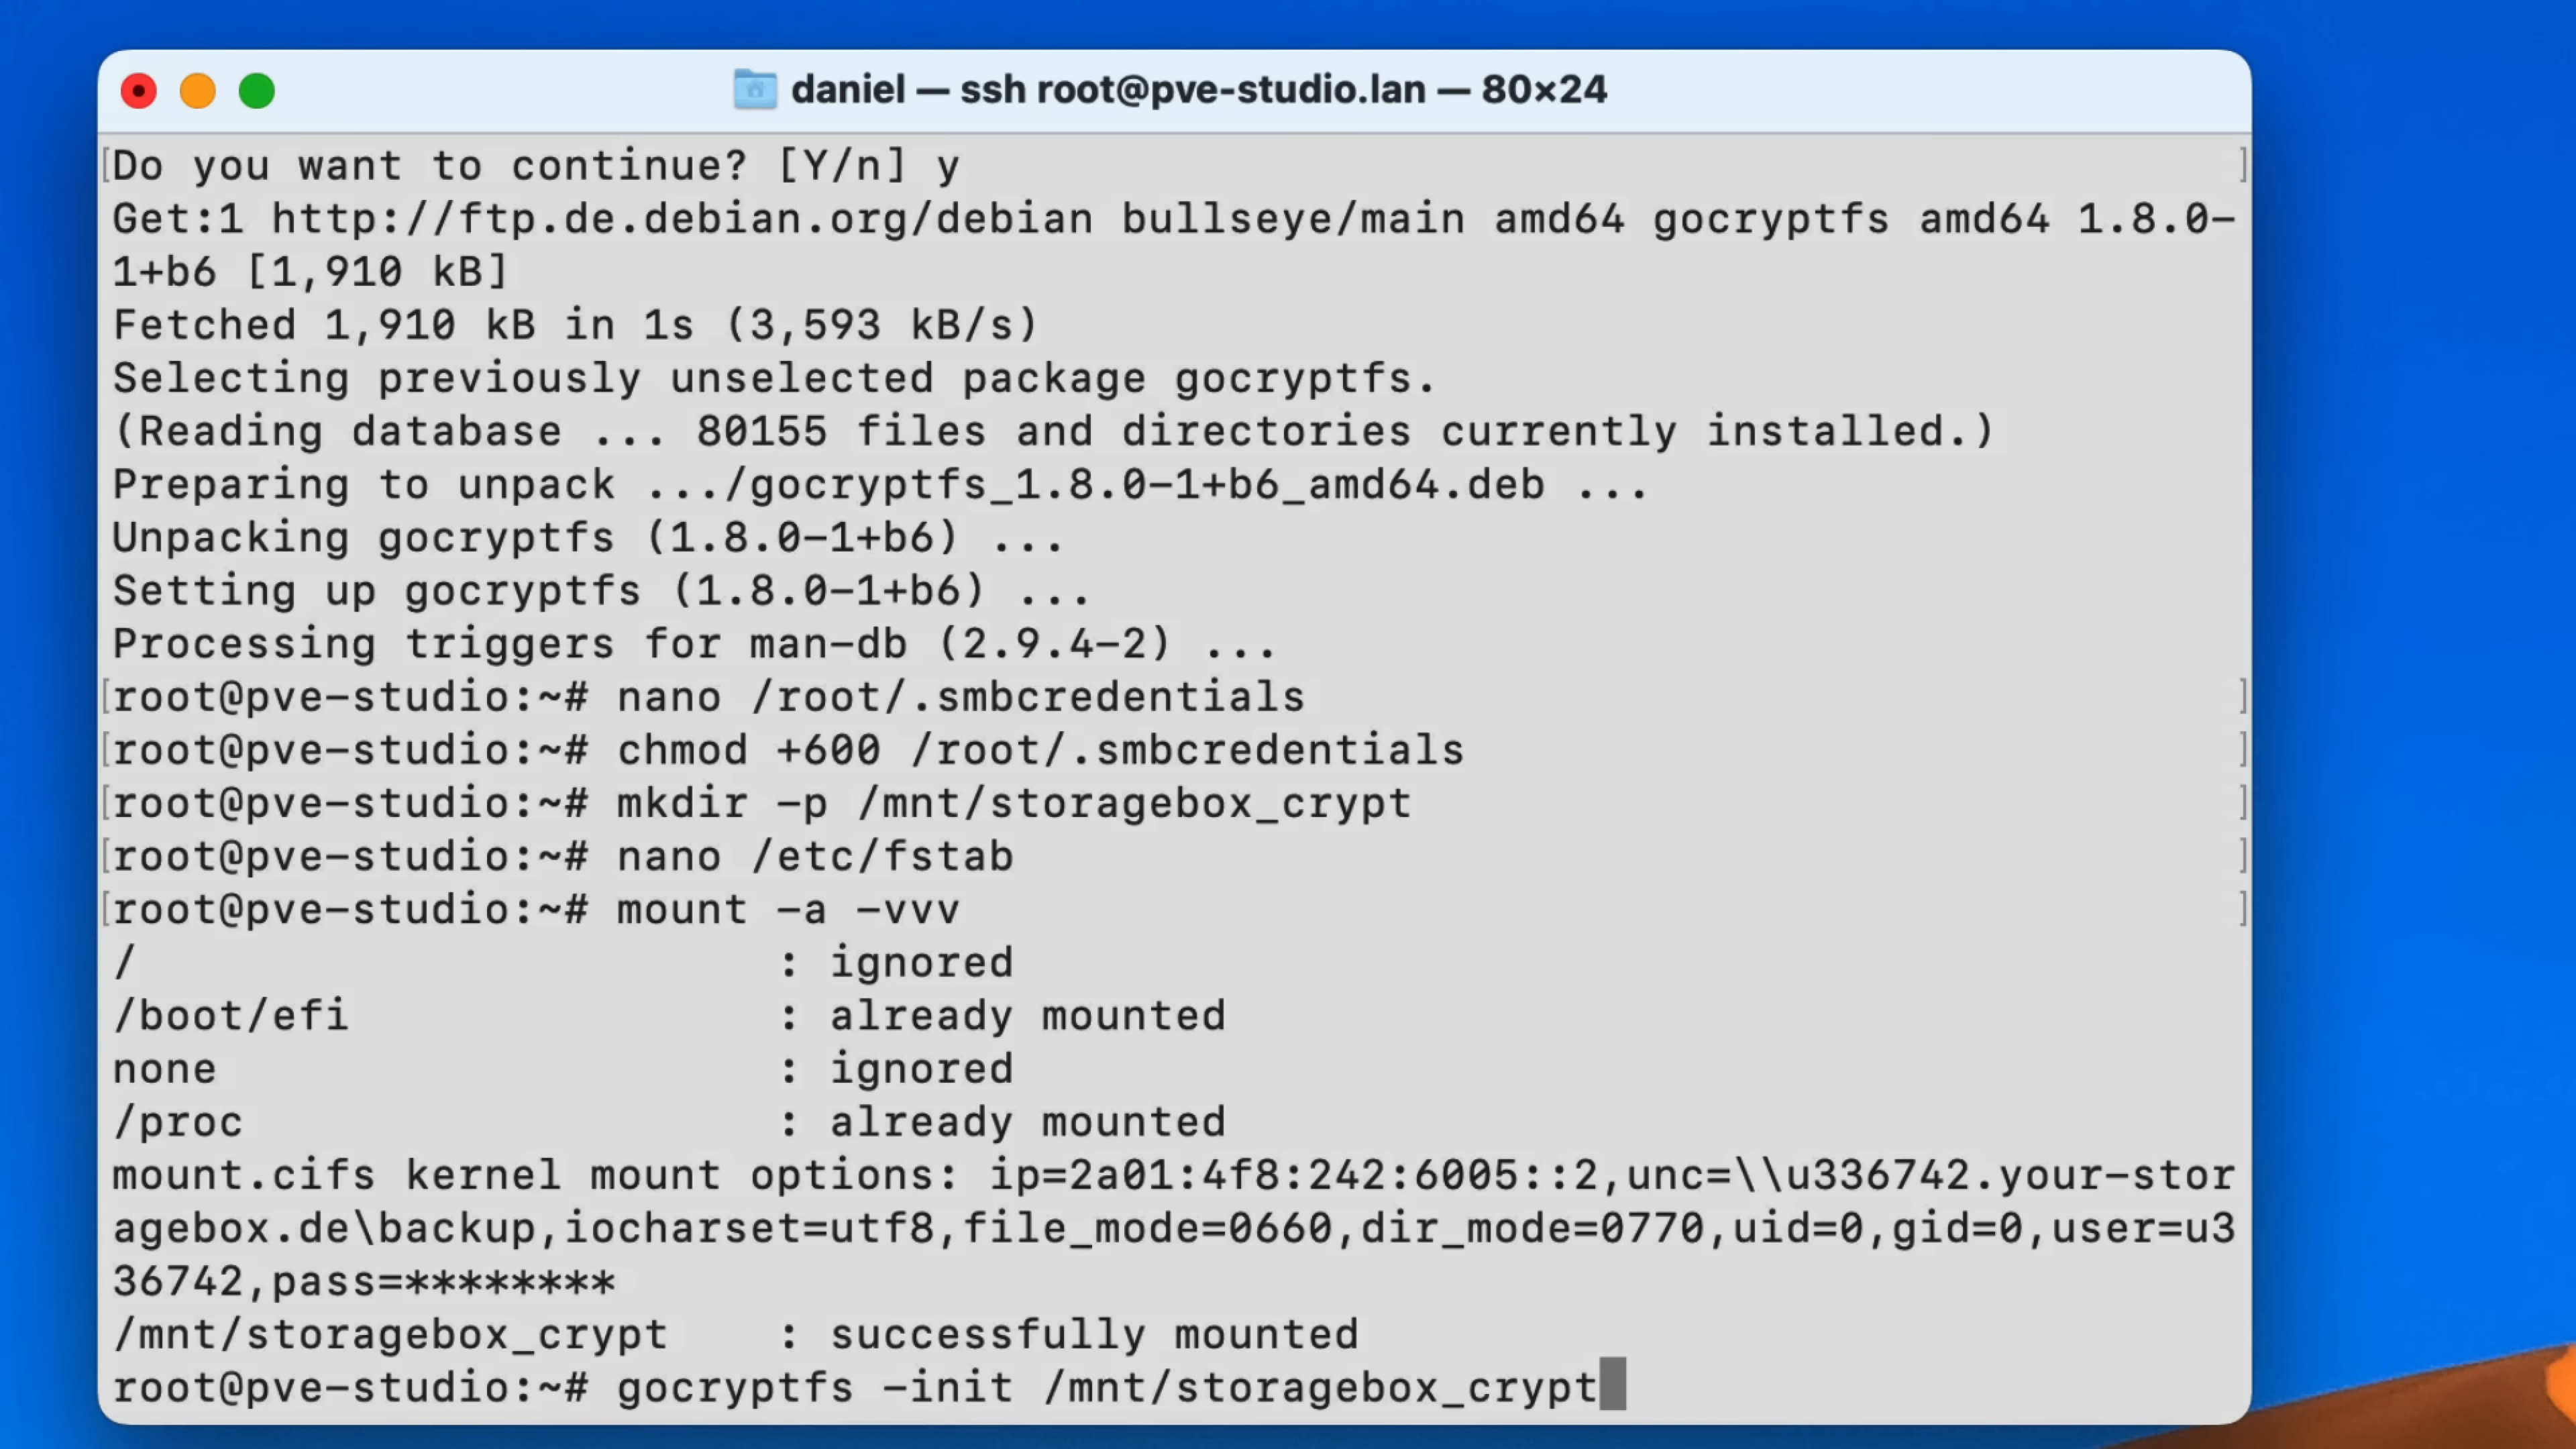 daniel — ssh root@pve-studio.lan — 80×24
[Do you want to continue? [Y/n] y ]
Get:1 http://ftp.de.debian.org/debian bullseye/main amd64 gocryptfs amd64 1.8.0-
1+b6 [1,910 kB]
Fetched 1,910 kB in 1s (3,593 kB/s)
Selecting previously unselected package gocryptfs.
(Reading database ... 80155 files and directories currently installed.)
Preparing to unpack .../gocryptfs_1.8.0-1+b6_amd64.deb ...
Unpacking gocryptfs (1.8.0-1+b6) ...
Setting up gocryptfs (1.8.0-1+b6) ...
Processing triggers for man-db (2.9.4-2) ...
[root@pve-studio:~# nano /root/.smbcredentials ]
[root@pve-studio:~# chmod +600 /root/.smbcredentials ]
[root@pve-studio:~# mkdir -p /mnt/storagebox_crypt ]
[root@pve-studio:~# nano /etc/fstab ]
[root@pve-studio:~# mount -a -vvv ]
/ : ignored
/boot/efi : already mounted
none : ignored
/proc : already mounted
mount.cifs kernel mount options: ip=2a01:4f8:242:6005::2,unc=\\u336742.your-stor
agebox.de\backup,iocharset=utf8,file_mode=0660,dir_mode=0770,uid=0,gid=0,user=u3
36742,pass=********
/mnt/storagebox_crypt : successfully mounted
root@pve-studio:~# gocryptfs -init /mnt/storagebox_crypt